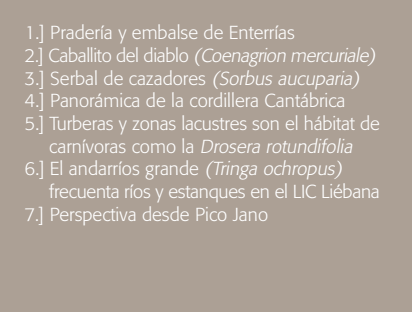 1.] Pradería y embalse de Enterrías
2.] Caballito del diablo (Coenagrion mercuriale)
3.] Serbal de cazadores (Sorbus aucuparia)
4.] Panorámica de la cordillera Cantábrica
5.] Turberas y zonas lacustres son el hábitat de
carnívoras como la Drosera rotundifolia
6.] El andarríos grande (Tringa ochropus)
frecuenta ríos y estanques en el LIC Liébana
7.] Perspectiva desde Pico Jano